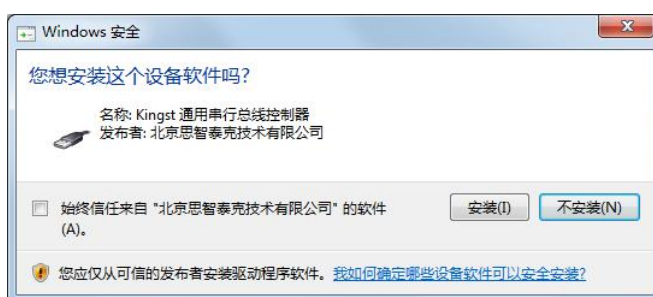 Windows 安全
您想安装这个设备软件吗?
名称: Kingst 通用串行总线控制器
发布者: 北京思智泰克技术有限公司
始终信任来自 "北京思智泰克技术有限公司" 的软件
(A)。
安装(I)
不安装(N)
您应仅从可信的发布者安装驱动程序软件。我如何确定哪些设备软件可以安全安装?